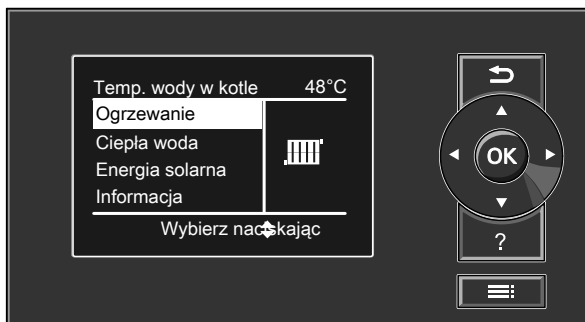 Temp. wody w kotle 48°C
Ogrzewanie
Ciepła woda
Energia solarna
Informacja
Wybierz naciskając
OK
?